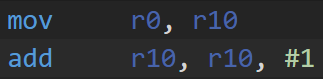 mov r0, r10
add r10, r10, #1